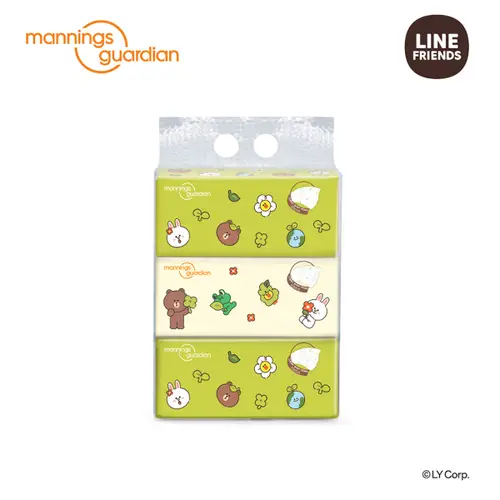 mannings
guardian
LINE
FRIENDS
mannings
guardian
mannings
guardian
mannings
guardian
©LY Corp.